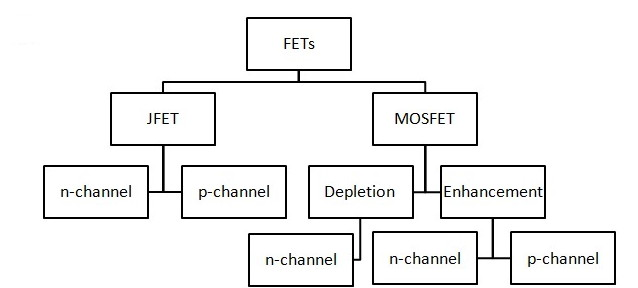 FETs
JFET
MOSFET
n-channel
p-channel
Depletion
Enhancement
n-channel
n-channel
p-channel